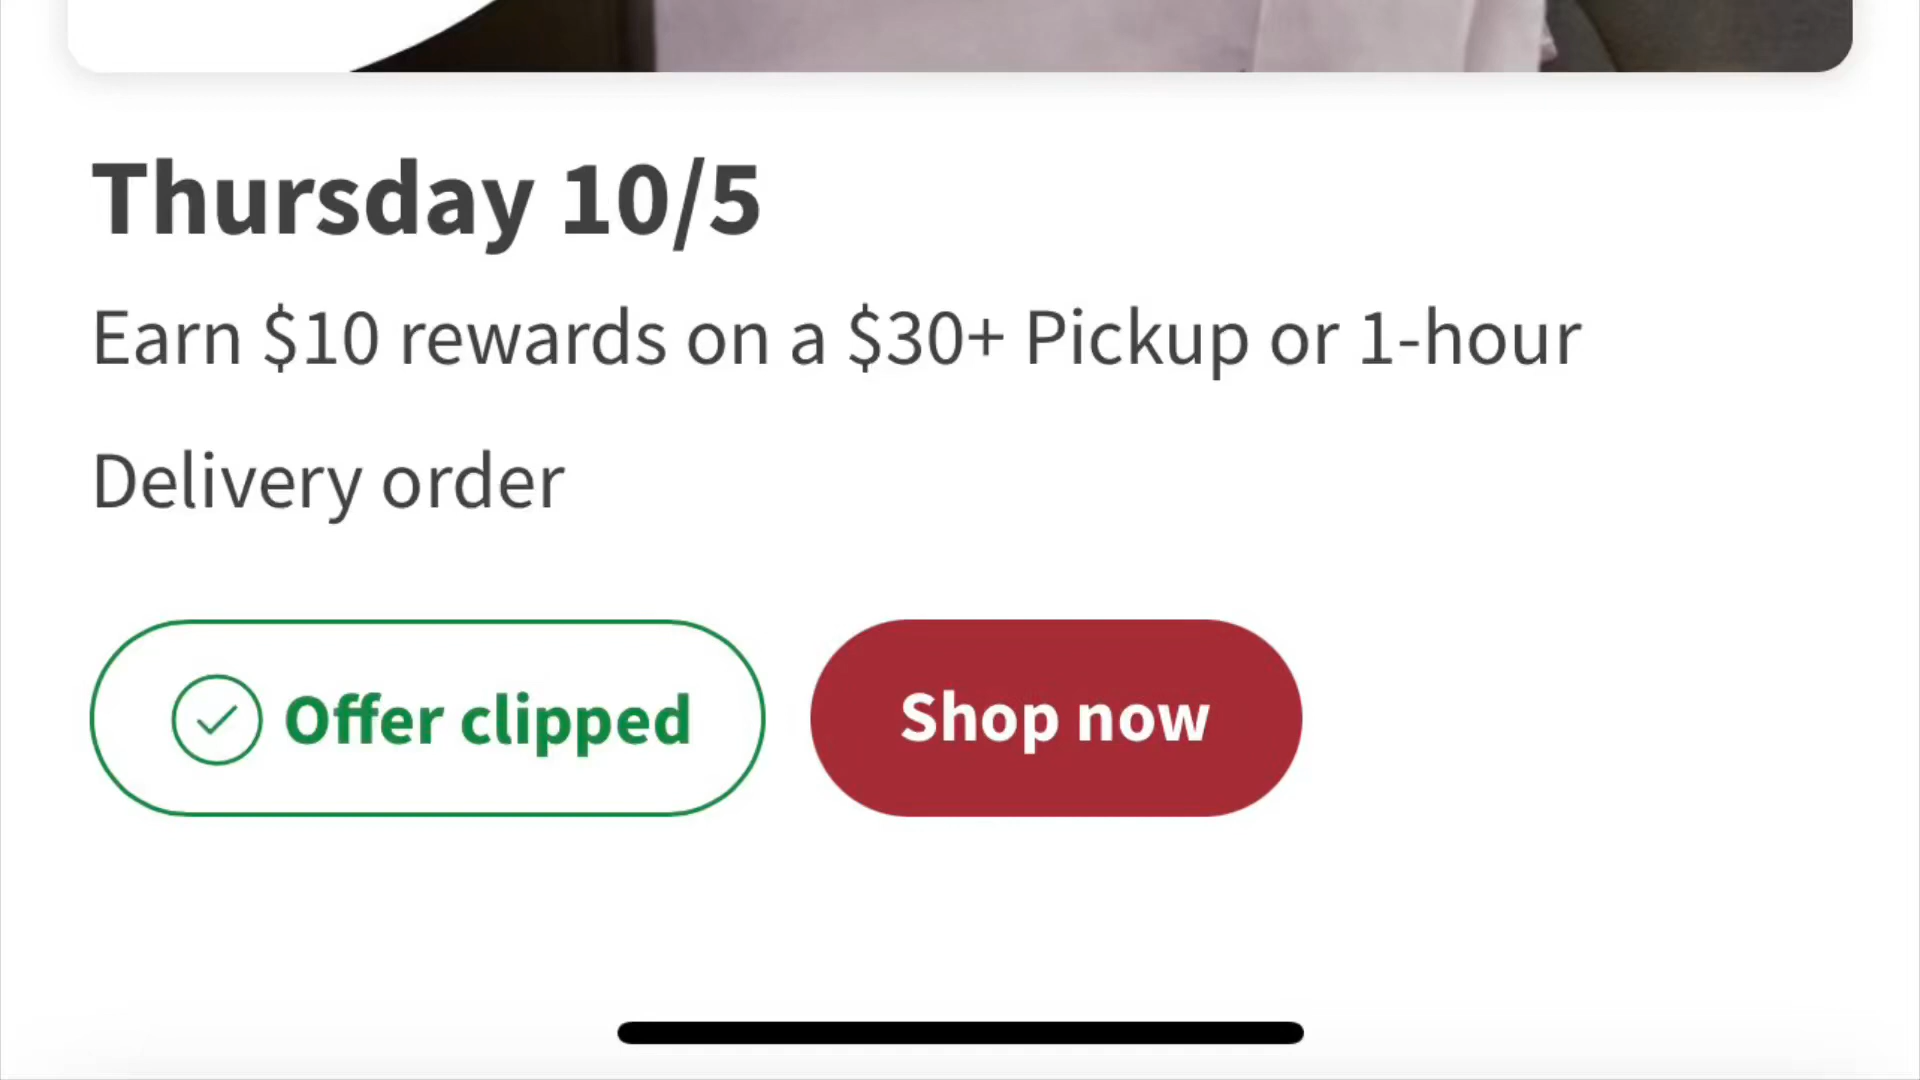 Thursday 10/5
Earn $10 rewards on a $30+ Pickup or 1-hour
Delivery order
Offer clipped
Shop now